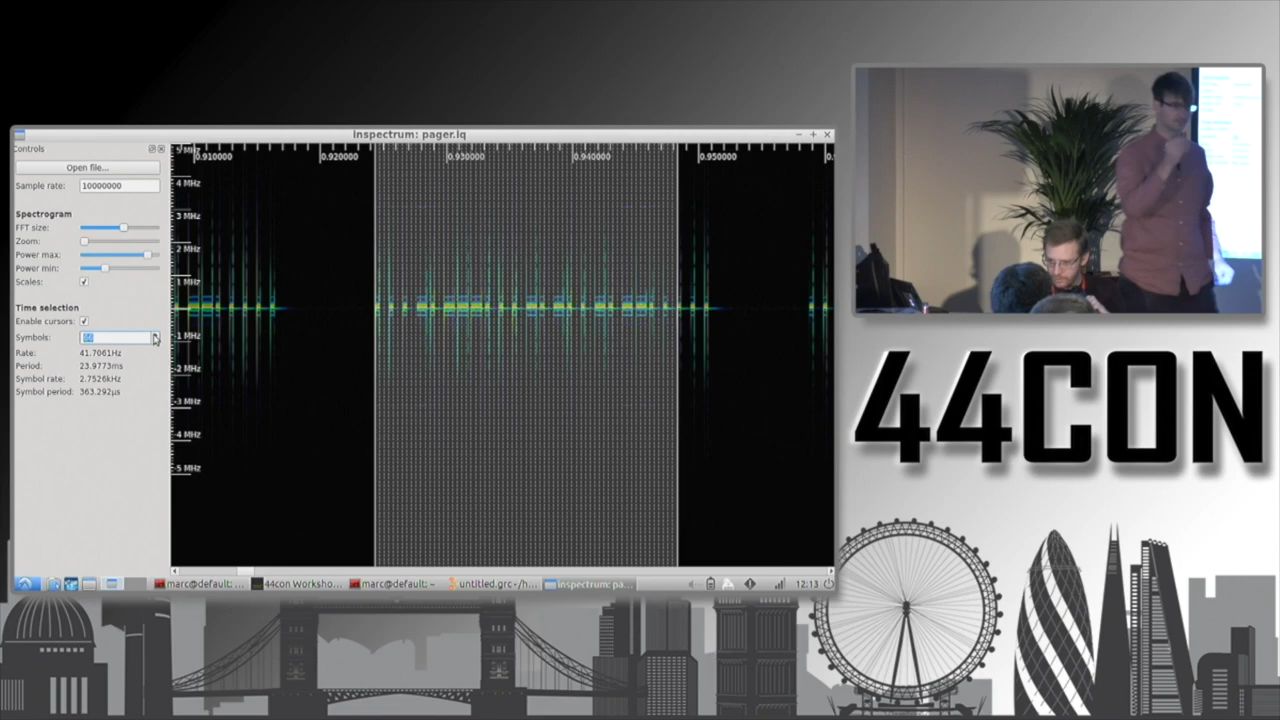 inspectrum: pager.iq
Controls
Open file...
Sample rate: 10000000
Spectrogram
FFT size:
Zoom:
Power max:
Power min:
Scales:
Time selection
Enable cursors:
Symbols: 66
Rate: 41.7061Hz
Period: 23.9773ms
Symbol rate: 2.7526kHz
Symbol period: 363.292µs
0.910000 0.920000 0.930000 0.940000 0.950000
5 MHz
4 MHz
3 MHz
2 MHz
1 MHz
-1 MHz
-2 MHz
-3 MHz
-4 MHz
-5 MHz
marc@default: ... 44con Worksho... marc@default: ~ untitled.grc - /h... inspectrum: pa... 12:13
44CON